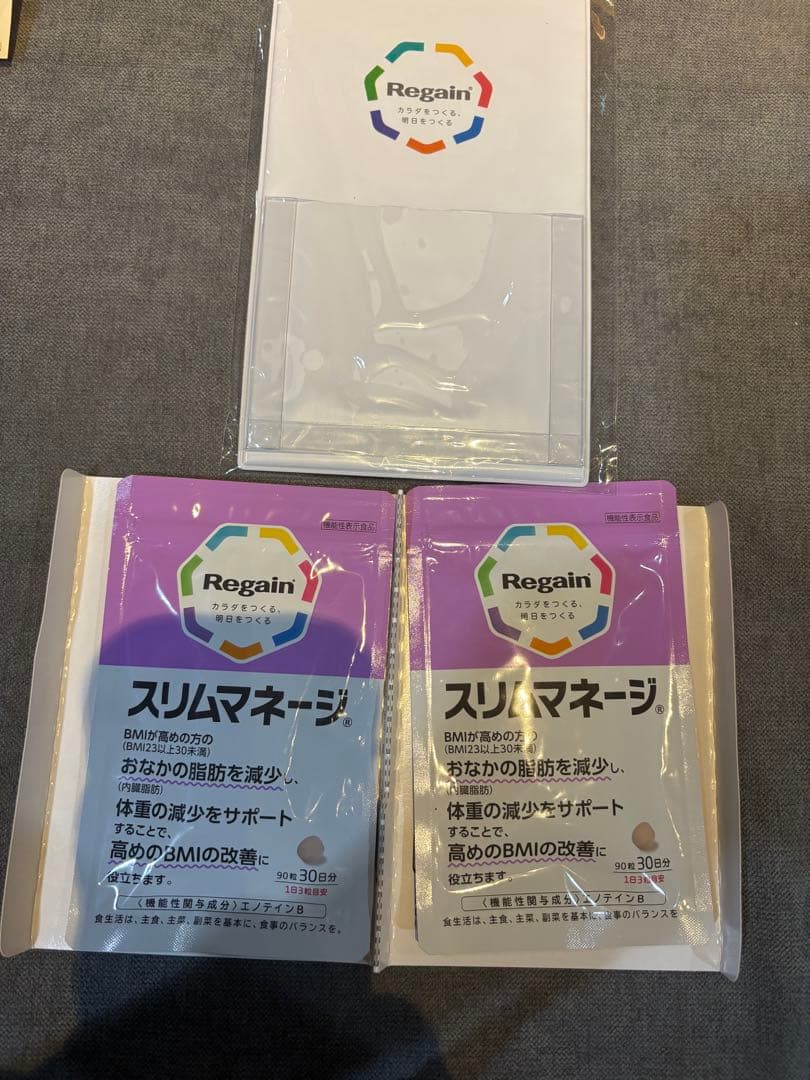 Regain®
カラダをつくる、
明日をつくる
機能性表示食品
Regain®
カラダをつくる、
明日をつくる
スリムマネージ®
BMIが高めの方の
(BMI23以上30未満)
おなかの脂肪を減少し、
(内臓脂肪)
体重の減少をサポート
することで、
高めのBMIの改善に
役立ちます。
90粒30日分
1日3粒目安
〈機能性関与成分〉エノテインB
食生活は、主食、主菜、副菜を基本に、食事のバランスを。
機能性表示食品
Regain®
カラダをつくる、
明日をつくる
スリムマネージ®
BMIが高めの方の
(BMI23以上30未満)
おなかの脂肪を減少し、
(内臓脂肪)
体重の減少をサポート
することで、
高めのBMIの改善に
役立ちます。
90粒30日分
1日3粒目安
〈機能性関与成分〉エノテインB
食生活は、主食、主菜、副菜を基本に、食事のバランスを